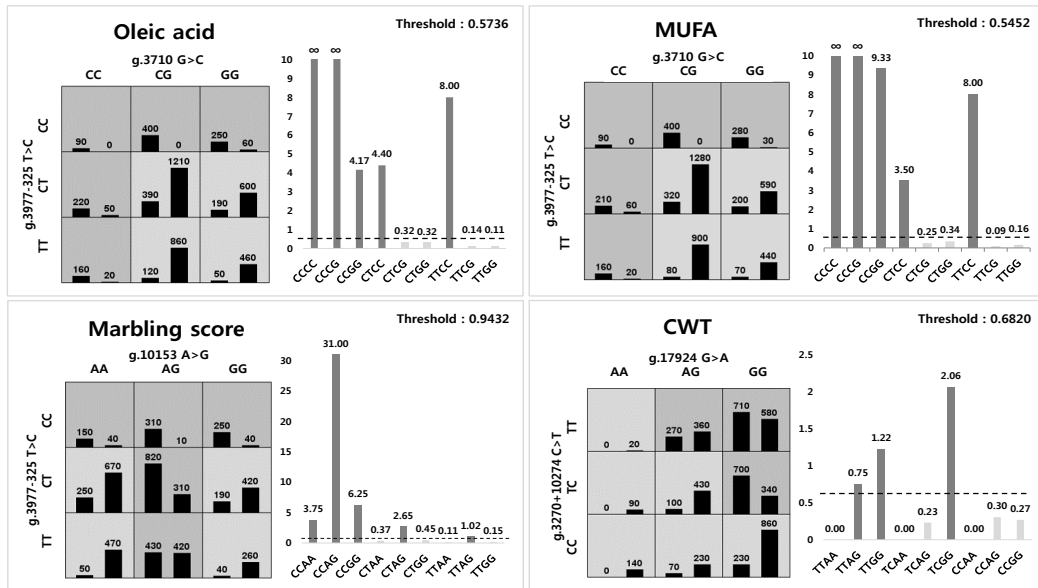 Oleic acid
Threshold : 0.5736
g.3710 G>C
CC CG GG
g.3977-325 T>C
CC
CT
TT
90 0 400 0 250 60
220 50 390 1210 190 600
160 20 120 860 50 460
10
8
6
5
4
3
2
1
0
∞ ∞ 4.17 4.40 0.32 0.32 8.00 0.14 0.11
CCCC CCCG CCGG CTCC CTCG CTGG TTCC TTCG TTGG
MUFA
Threshold : 0.5452
g.3710 G>C
CC CG GG
g.3977-325 T>C
CC
CT
TT
90 0 400 0 280 30
210 60 320 1280 200 590
160 20 80 900 70 440
10
9
8
6
5
4
3
2
1
0
∞ ∞ 9.33 3.50 0.25 0.34 8.00 0.09 0.16
CCCC CCCG CCGG CTCC CTCG CTGG TTCC TTCG TTGG
Marbling score
Threshold : 0.9432
g.10153 A>G
AA AG GG
g.3977-325 T>C
CC
CT
TT
150 40 310 10 250 40
250 670 820 310 190 420
50 470 430 420 40 260
30
25
20
15
10
5
0
3.75 31.00 6.25 0.37 2.65 0.45 0.11 1.02 0.15
CCAA CCAG CCGG CTAA CTAG CTGG TTAA TTAG TTGG
CWT
Threshold : 0.6820
g.17924 G>A
AA AG GG
g.3270+10274 C>T
TT
TC
CC
0 20 270 360 710 580
0 90 100 430 700 340
0 140 70 230 230 860
2.5
2
1.5
1
0.5
0
0.00 0.75 1.22 0.00 0.23 2.06 0.00 0.30 0.27
TTAA TTAG TTGG TCAA TCAG TCGG CCAA CCAG CCGG